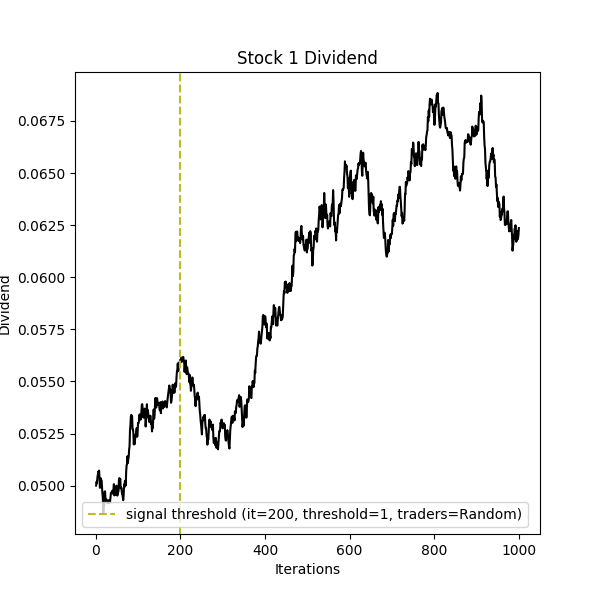 Stock 1 Dividend
0.0675
0.0650
0.0625
0.0600
0.0575
0.0550
0.0525
0.0500
Dividend
signal threshold (it=200, threshold=1, traders=Random)
0 200 400 600 800 1000
Iterations